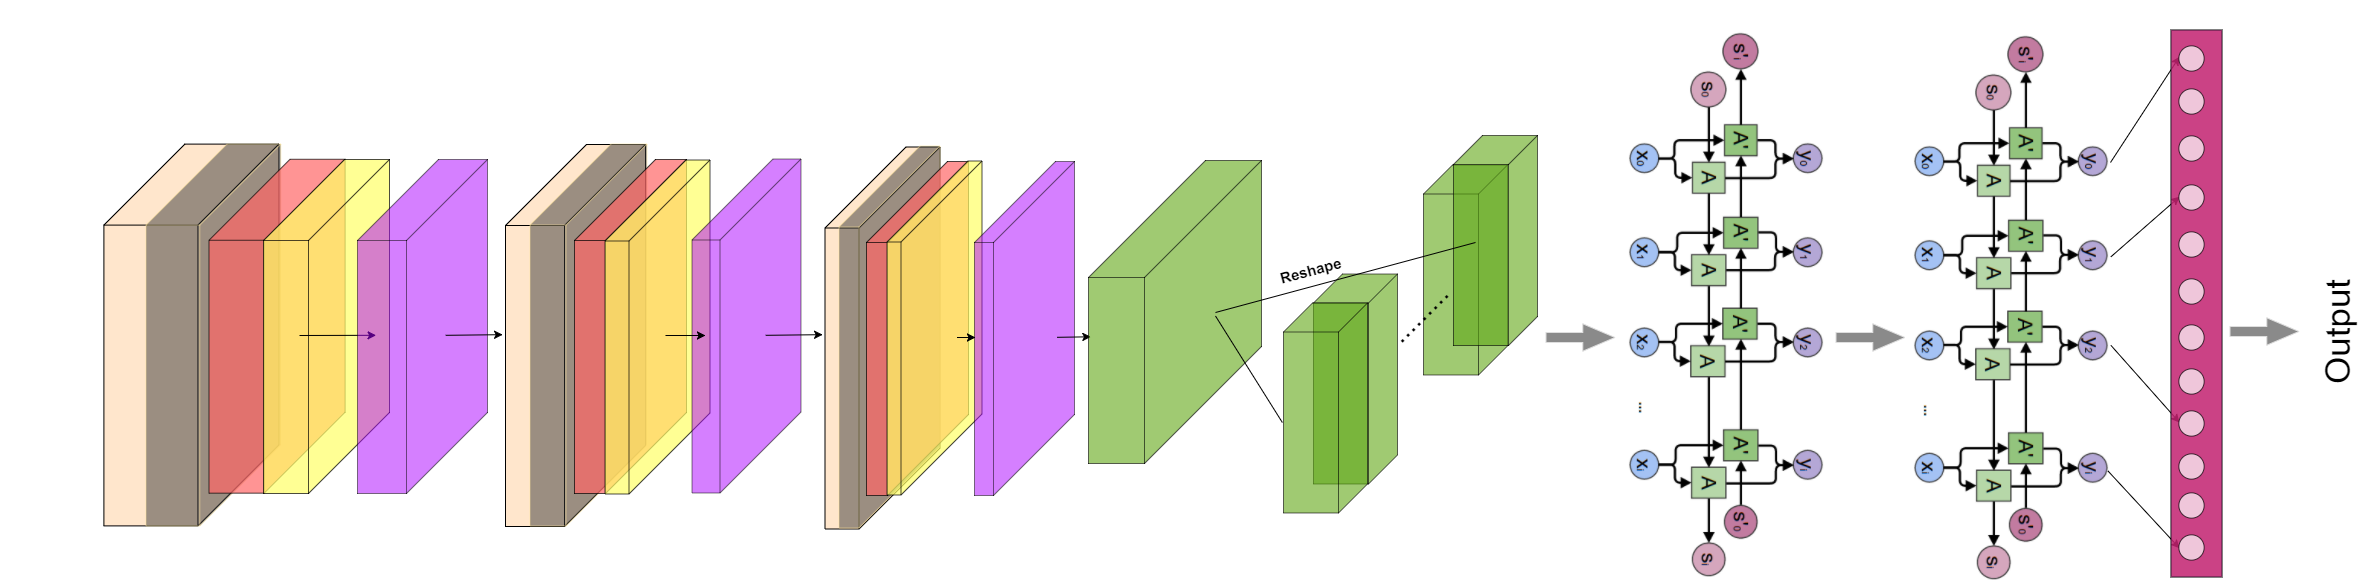 Reshape
s'i
s0
A'
x0
y0
A
A'
x1
y1
A
A'
x2
y2
A
...
A'
xi
yi
A
s'0
si
s'i
s0
A'
x0
y0
A
A'
x1
y1
A
A'
x2
y2
A
...
A'
xi
yi
A
s'0
si
Output